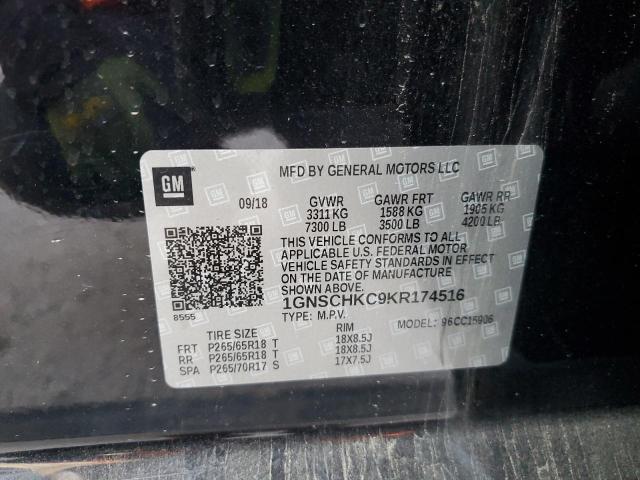 GM
MFD BY GENERAL MOTORS LLC
09/18 GVWR GAWR FRT GAWR RR
3311 KG 1588 KG 1905 KG
7300 LB 3500 LB 4200 LB
THIS VEHICLE CONFORMS TO ALL
APPLICABLE U.S. FEDERAL MOTOR
VEHICLE SAFETY STANDARDS IN EFFECT
ON THE DATE OF MANUFACTURE
SHOWN ABOVE.
8555 1GNSCHKC9KR174516
TYPE: M.P.V. MODEL: 96CC15906
TIRE SIZE RIM
FRT P265/65R18 T 18X8.5J
RR P265/65R18 T 18X8.5J
SPA P265/70R17 S 17X7.5J